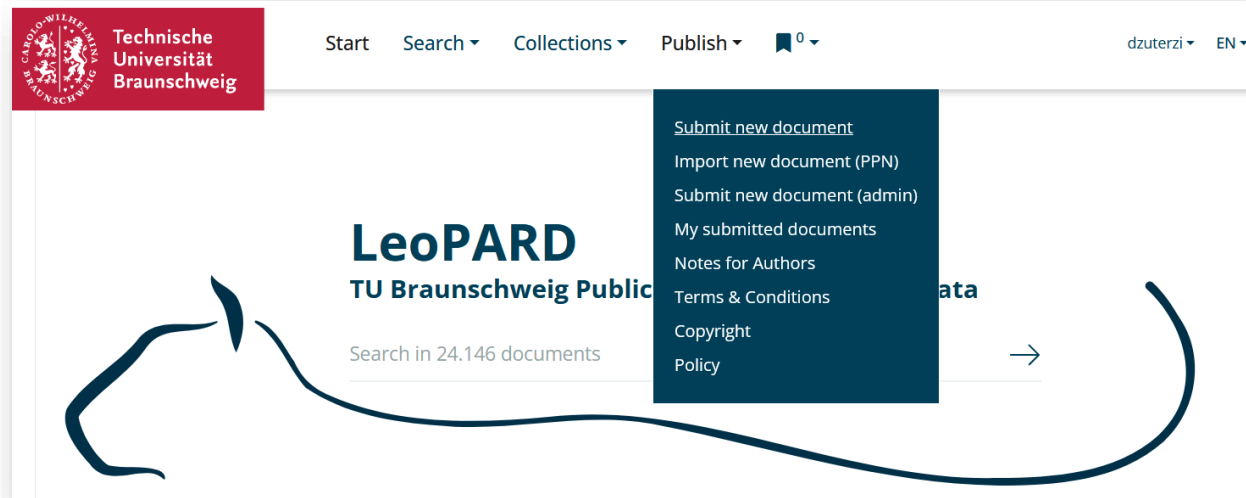 CAROLO-WILHELMINA
BRAUNSCHWEIG
Technische
Universität
Braunschweig
Start Search Collections Publish 0 dzuterzi EN
Submit new document
Import new document (PPN)
Submit new document (admin)
My submitted documents
Notes for Authors
Terms & Conditions
Copyright
Policy
LeoPARD
TU Braunschweig Public ata
Search in 24.146 documents